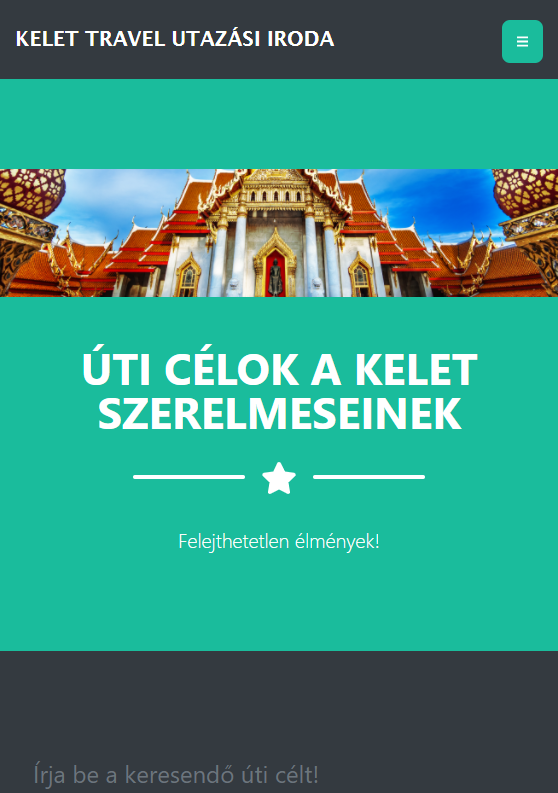 KELET TRAVEL UTAZÁSI IRODA
ÚTI CÉLOK A KELET
SZERELMESEINEK
Felejthetetlen élmények!
Írja be a keresendő úti célt!